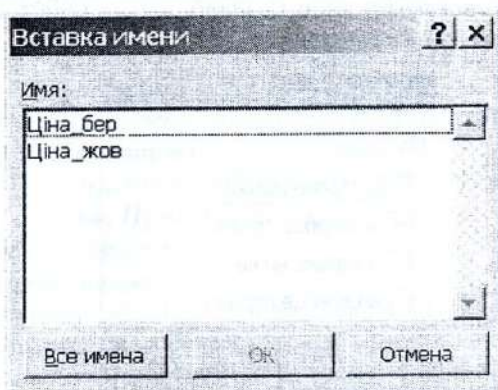 Вставка имени
Имя:
Ціна_бер
Ціна_жов
Все имена
ОК
Отмена